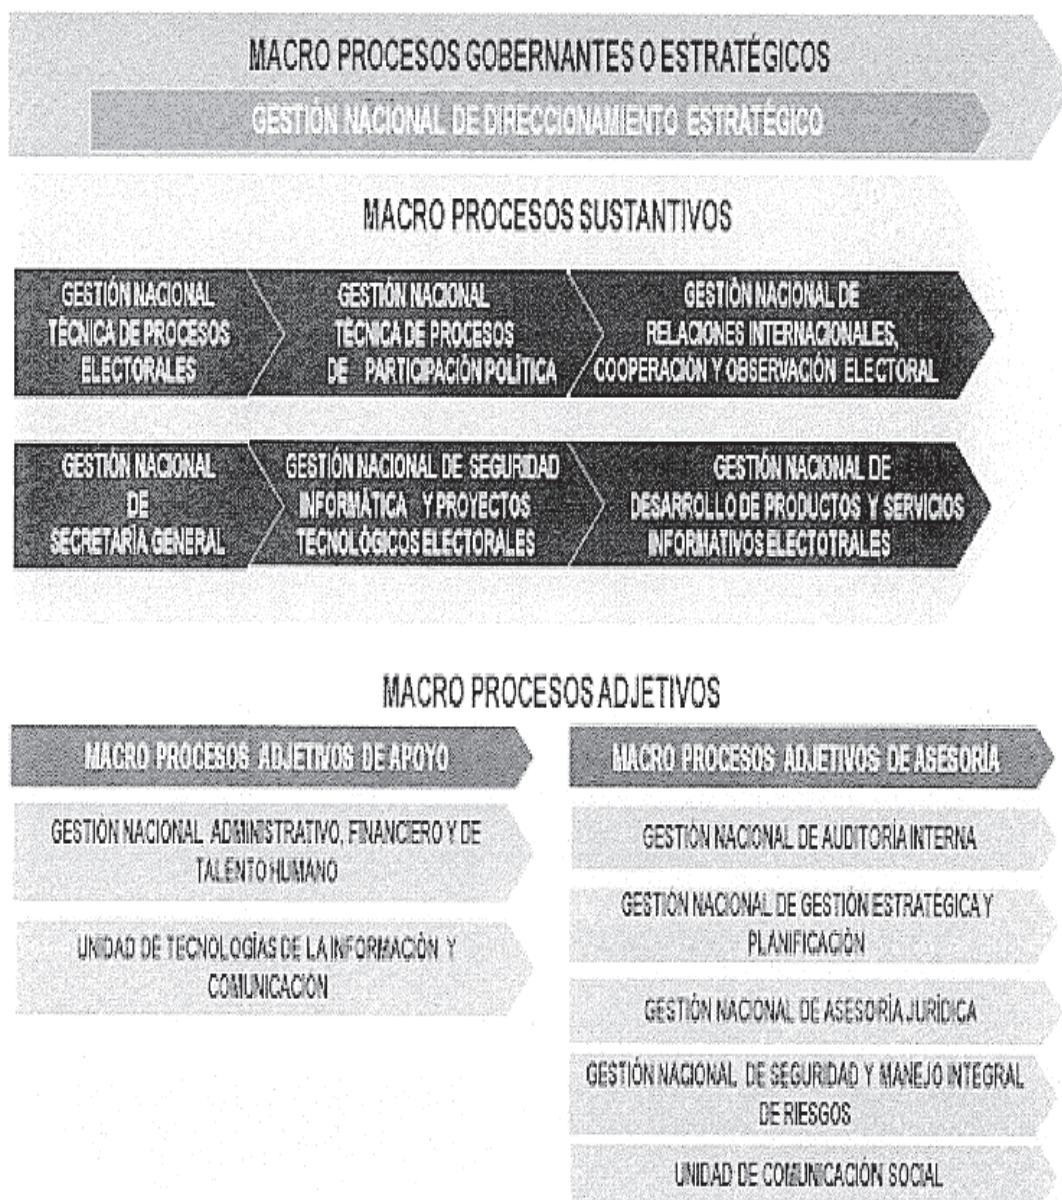 MACRO PROCESOS GOBERNANTES O ESTRATÉGICOS
GESTIÓN NACIONAL DE DIRECCIONAMIENTO ESTRATÉGICO
MACRO PROCESOS SUSTANTIVOS
GESTIÓN NACIONAL
TÉCNICA DE PROCESOS
ELECTORALES
GESTIÓN NACIONAL
TÉCNICA DE PROCESOS
DE PARTICIPACIÓN POLÍTICA
GESTIÓN NACIONAL DE
RELACIONES INTERNACIONALES,
COOPERACIÓN Y OBSERVACIÓN ELECTORAL
GESTIÓN NACIONAL
DE
SECRETARÍA GENERAL
GESTIÓN NACIONAL DE SEGURIDAD
INFORMÁTICA Y PROYECTOS
TECNOLÓGICOS ELECTORALES
GESTIÓN NACIONAL DE
DESARROLLO DE PRODUCTOS Y SERVICIOS
INFORMATIVOS ELECTOTRALES
MACRO PROCESOS ADJETIVOS
MACRO PROCESOS ADJETIVOS DE APOYO
GESTIÓN NACIONAL ADMINISTRATIVO, FINANCIERO Y DE
TALENTO HUMANO
UNIDAD DE TECNOLOGÍAS DE LA INFORMACIÓN Y
COMUNICACIÓN
MACRO PROCESOS ADJETIVOS DE ASESORÍA
GESTIÓN NACIONAL DE AUDITORÍA INTERNA
GESTIÓN NACIONAL DE GESTIÓN ESTRATÉGICA Y
PLANIFICACIÓN
GESTIÓN NACIONAL DE ASESORÍA JURÍDICA
GESTIÓN NACIONAL DE SEGURIDAD Y MANEJO INTEGRAL
DE RIESGOS
UNIDAD DE COMUNICACIÓN SOCIAL